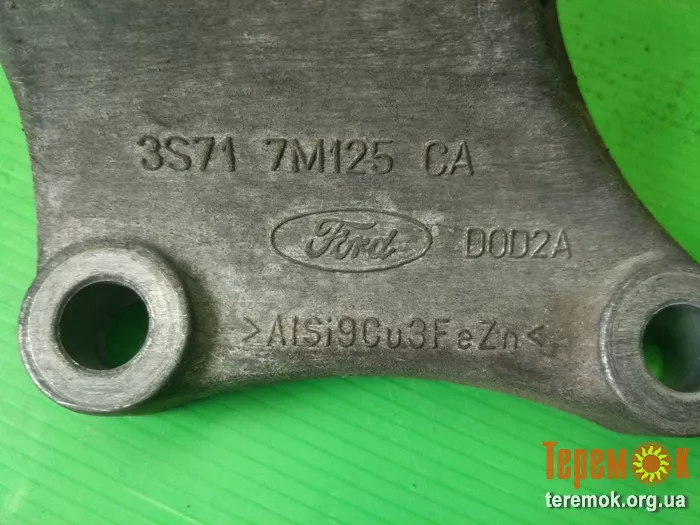 3S71 7M125 CA
Ford D0D2A
>AlSi9Cu3FeZn<
Теремок
teremok.org.ua